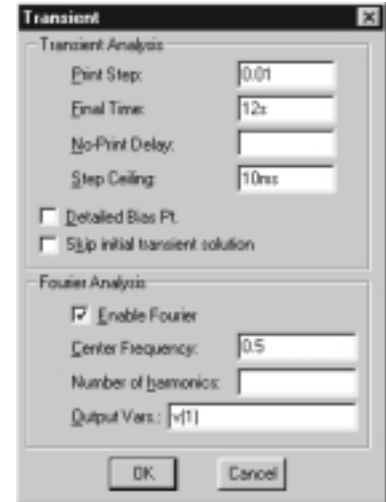 Transient
Transient Analysis
Print Step: 0.01
Final Time: 12s
No-Print Delay:
Step Ceiling: 10ms
Detailed Bias Pt.
Skip initial transient solution
Fourier Analysis
Enable Fourier
Center Frequency: 0.5
Number of harmonics:
Output Vars.: v(1)
OK Cancel